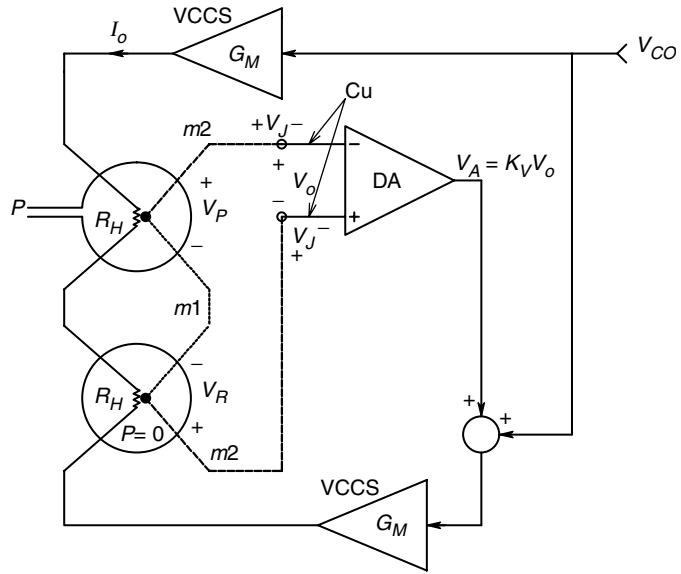 VCCS
I_o
G_M
V_CO
Cu
m2
+V_J−
−
+
DA
V_A = K_V V_o
V_o
P
R_H
+
V_P
−
−
+
V_J−
+
m1
−
R_H
V_R
P = 0
+
m2
+
+
VCCS
G_M